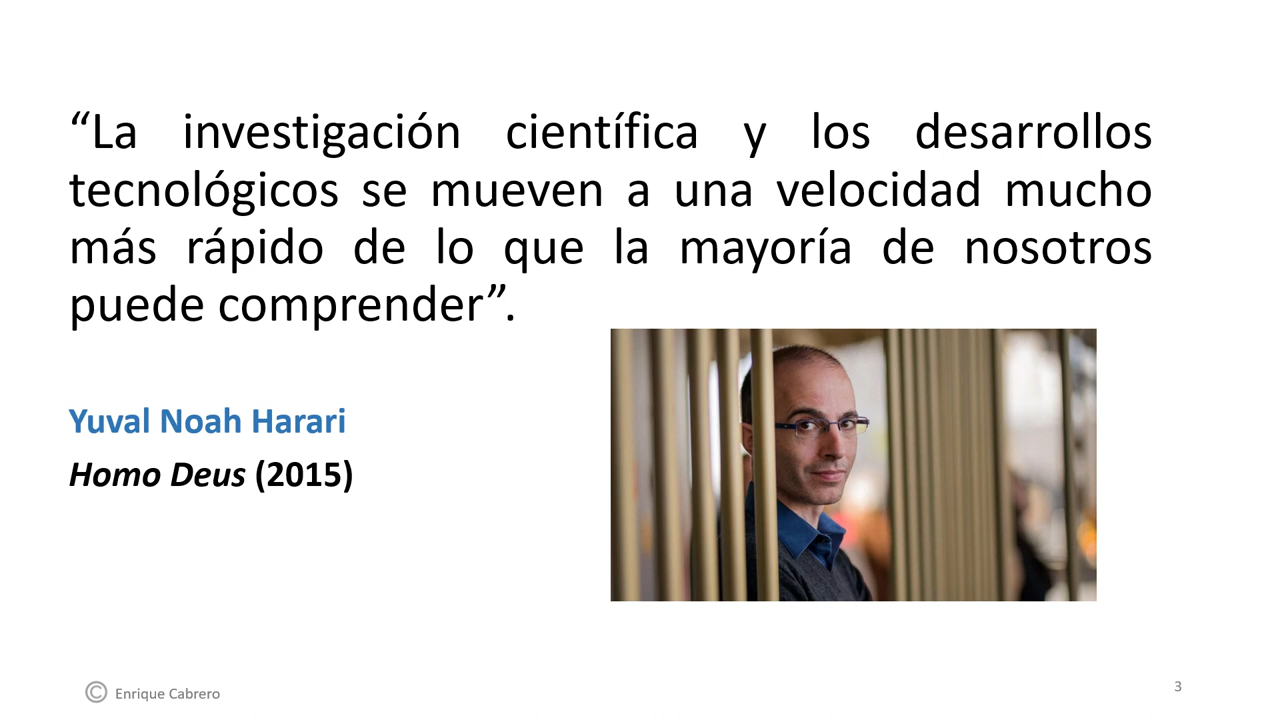 “La investigación científica y los desarrollos
tecnológicos se mueven a una velocidad mucho
más rápido de lo que la mayoría de nosotros
puede comprender”.
Yuval Noah Harari
Homo Deus (2015)
© Enrique Cabrero
3